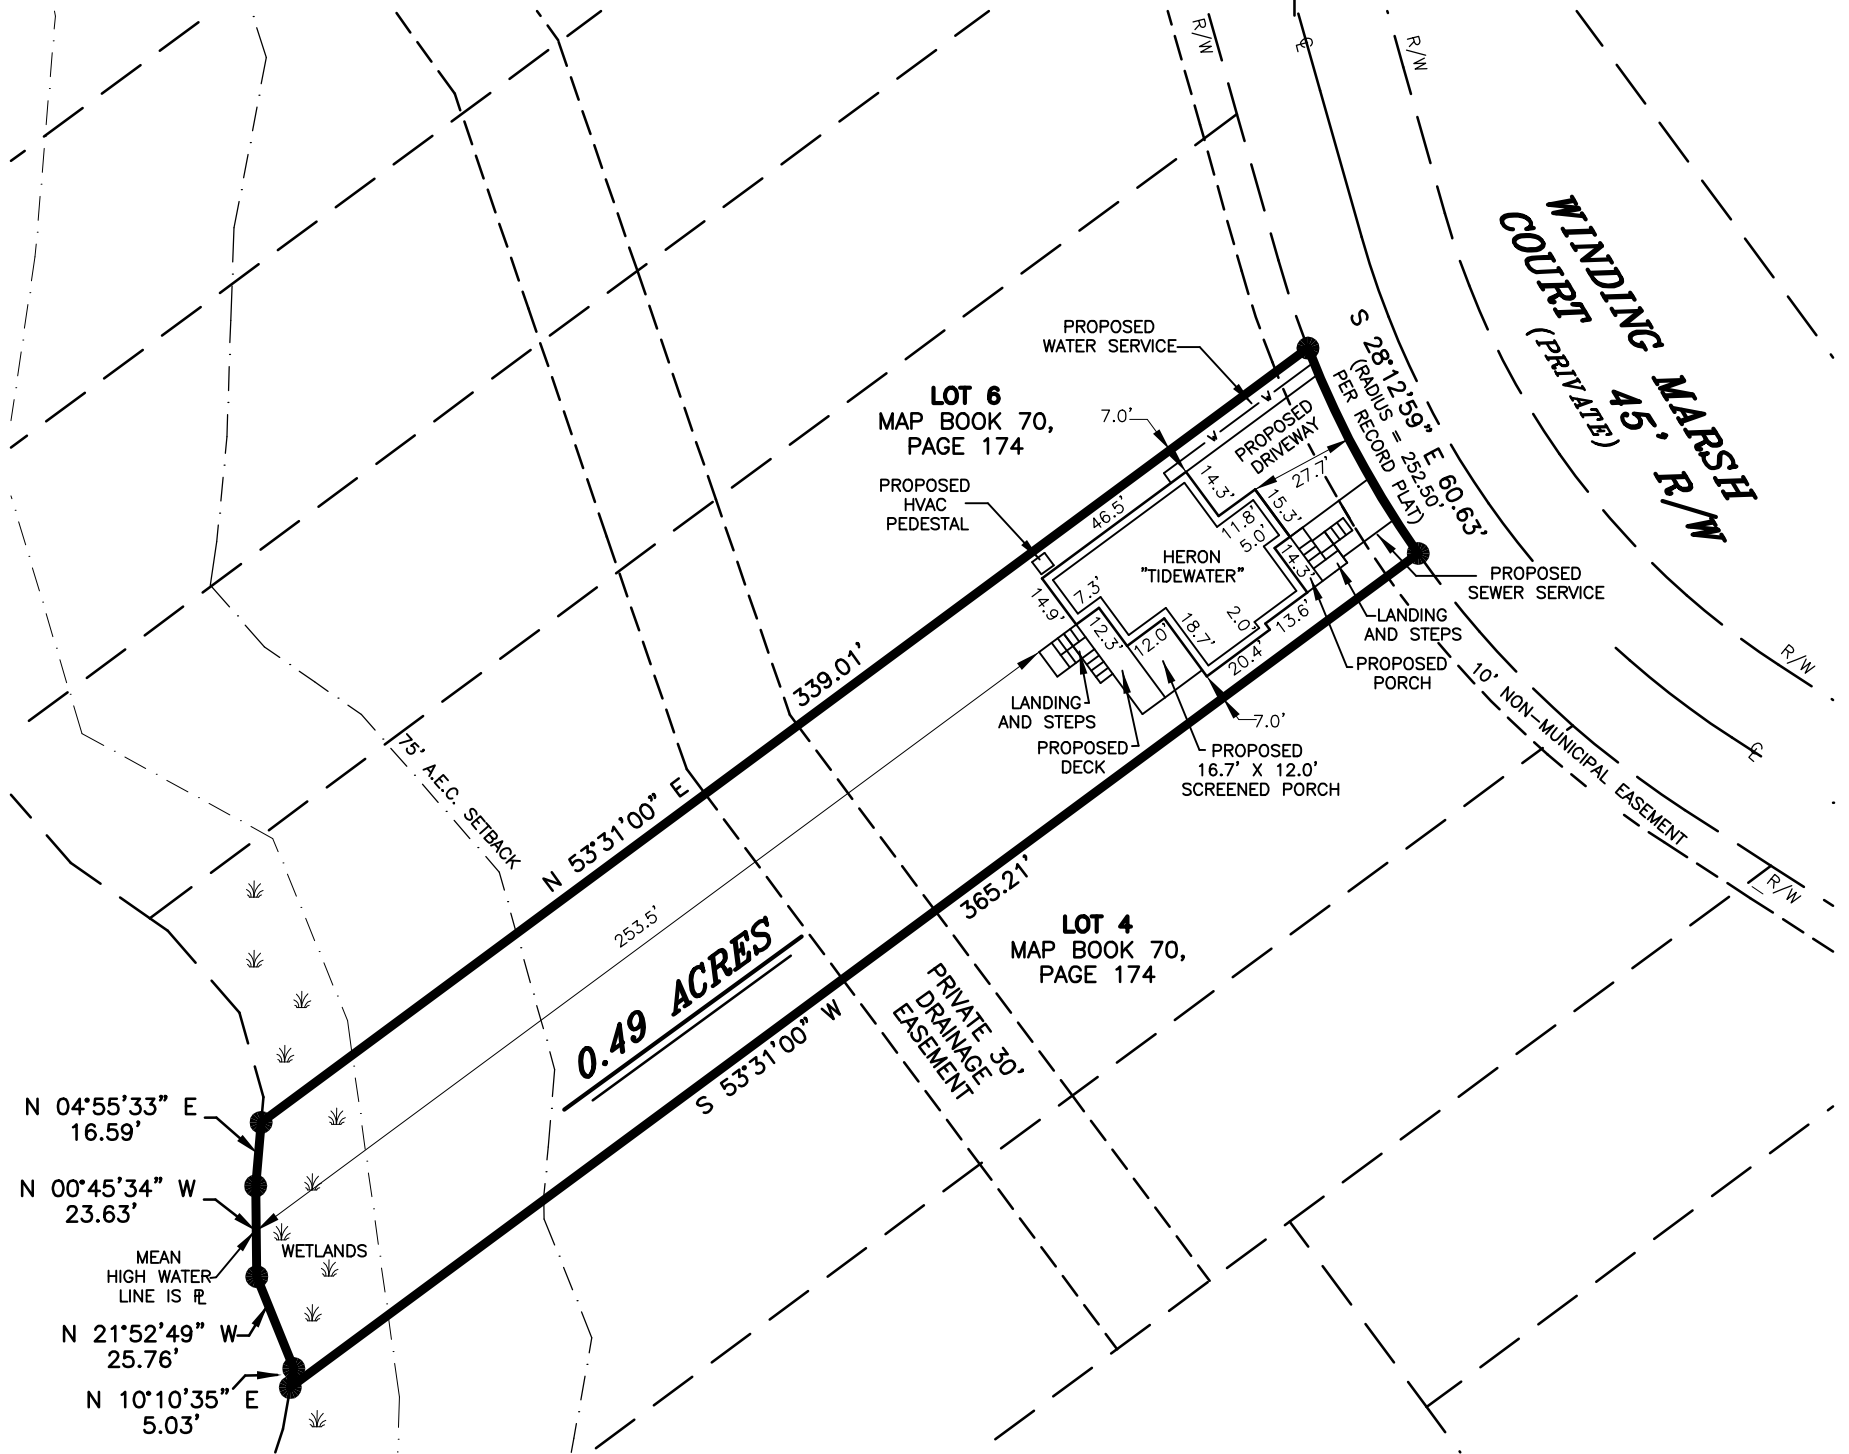 R/W
℄
R/W
WINDING MARSH
COURT 45' R/W
(PRIVATE)
S 28°12'59" E 60.63'
(RADIUS = 252.50'
PER RECORD PLAT)
PROPOSED
WATER SERVICE
LOT 6
MAP BOOK 70,
PAGE 174
7.0'
W
W
PROPOSED
DRIVEWAY
27.7'
14.3'
15.3'
11.8'
5.0'
14.3'
46.5'
PROPOSED
HVAC
PEDESTAL
HERON
"TIDEWATER"
14.9'
7.3'
12.3'
12.0'
18.7'
2.0'
13.6'
20.4'
7.0'
PROPOSED
SEWER SERVICE
LANDING
AND STEPS
PROPOSED
PORCH
LANDING
AND STEPS
PROPOSED
DECK
PROPOSED
16.7' X 12.0'
SCREENED PORCH
10' NON-MUNICIPAL EASEMENT
R/W
℄
R/W
339.01'
N 53°31'00" E
75' A.E.C. SETBACK
253.5'
0.49 ACRES
365.21'
S 53°31'00" W
LOT 4
MAP BOOK 70,
PAGE 174
PRIVATE 30'
DRAINAGE
EASEMENT
N 04°55'33" E
16.59'
N 00°45'34" W
23.63'
MEAN
HIGH WATER
LINE IS ⅊
WETLANDS
N 21°52'49" W
25.76'
N 10°10'35" E
5.03'